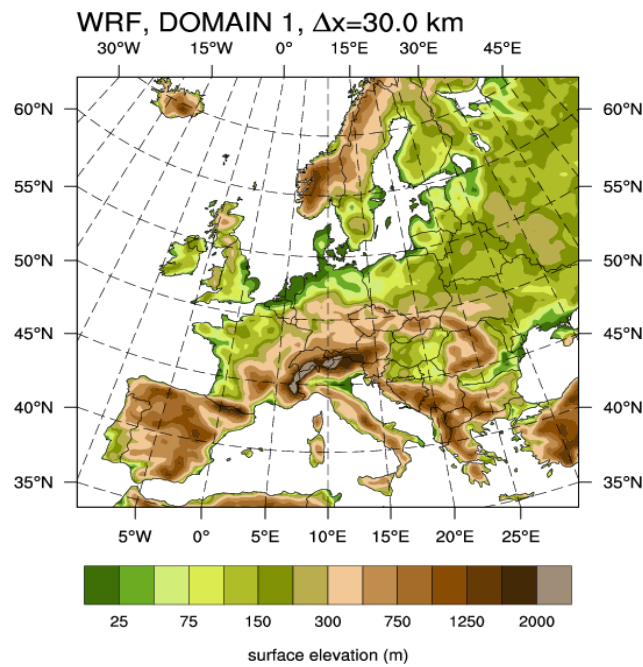 WRF, DOMAIN 1, Δx=30.0 km
30°W 15°W 0° 15°E 30°E 45°E
60°N 60°N
55°N 55°N
50°N 50°N
45°N 45°N
40°N 40°N
35°N 35°N
5°W 0° 5°E 10°E 15°E 20°E 25°E
25 75 150 300 750 1250 2000
surface elevation (m)